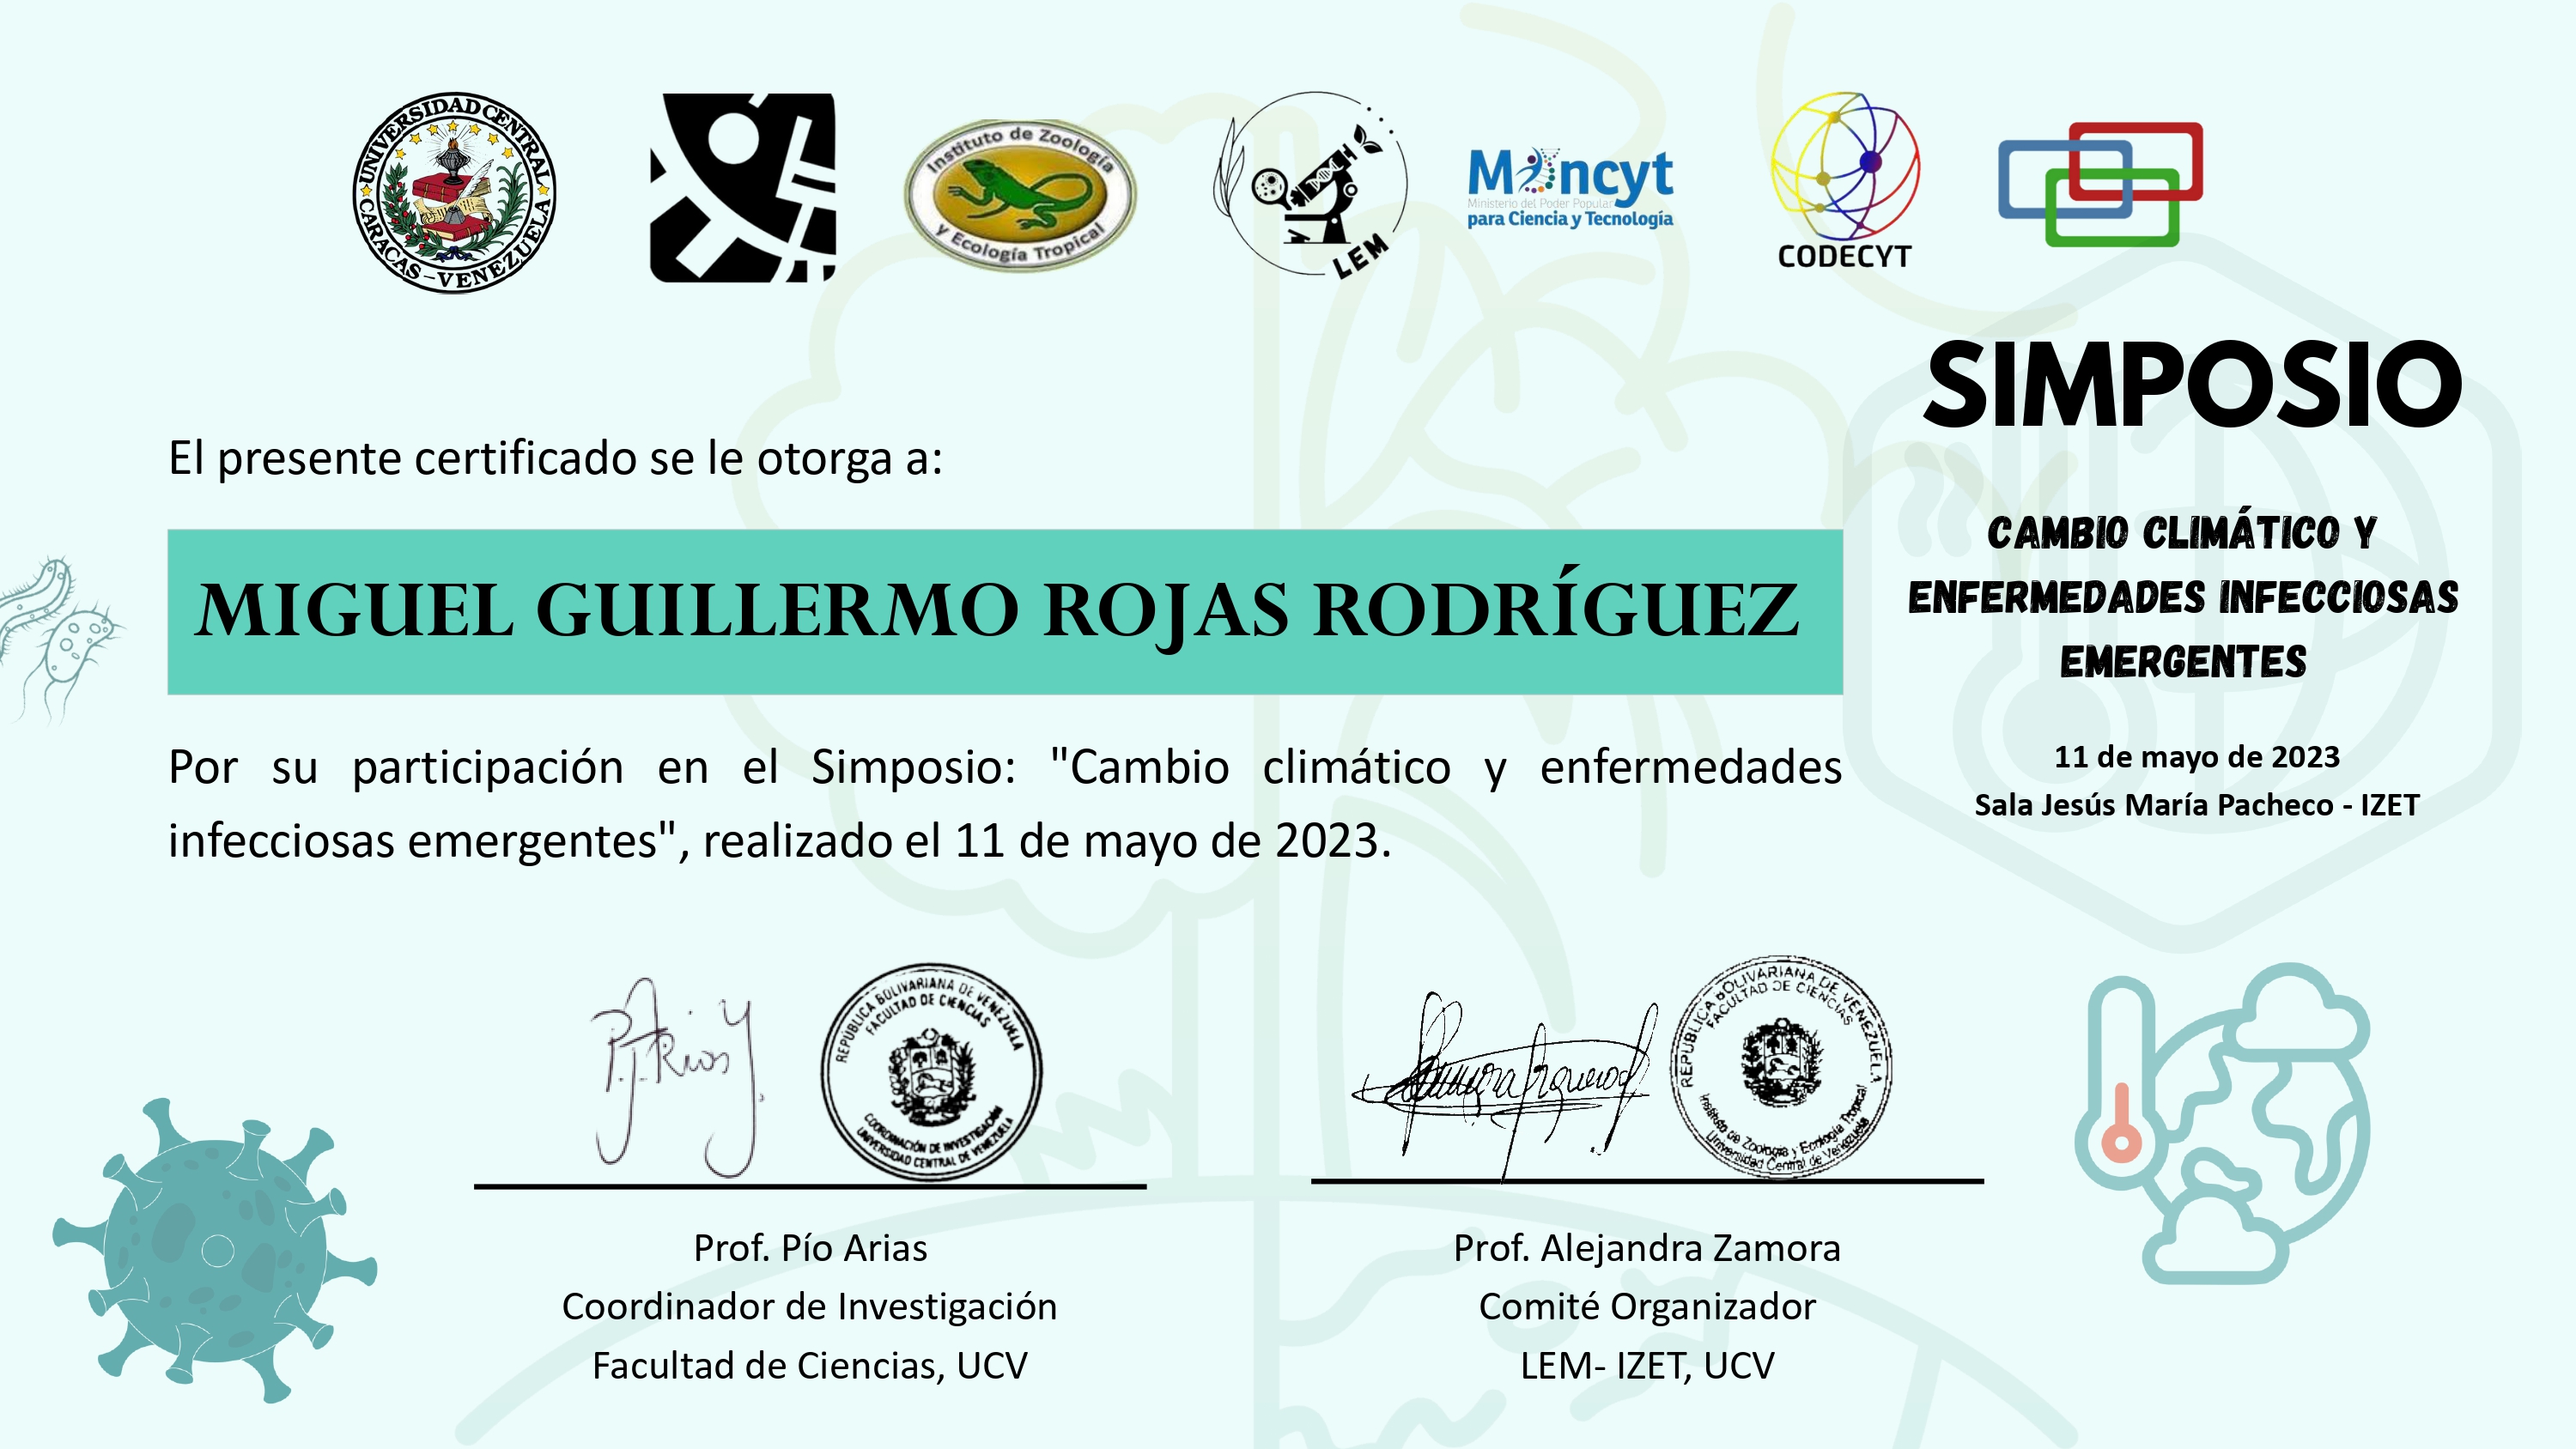 UNIVERSIDAD CENTRAL
CARACAS - VENEZUELA
Instituto de Zoología
y Ecología Tropical
LEM
Mincyt
Ministerio del Poder Popular
para Ciencia y Tecnología
CODECYT
SIMPOSIO
CAMBIO CLIMÁTICO Y
ENFERMEDADES INFECCIOSAS
EMERGENTES
11 de mayo de 2023
Sala Jesús María Pacheco - IZET
El presente certificado se le otorga a:
MIGUEL GUILLERMO ROJAS RODRÍGUEZ
Por su participación en el Simposio: "Cambio climático y enfermedades
infecciosas emergentes", realizado el 11 de mayo de 2023.
REPÚBLICA BOLIVARIANA DE VENEZUELA
FACULTAD DE CIENCIAS
COORDINACIÓN DE INVESTIGACIÓN
UNIVERSIDAD CENTRAL DE VENEZUELA
REPÚBLICA BOLIVARIANA DE VENEZUELA
FACULTAD DE CIENCIAS
Instituto de Zoología y Ecología Tropical
Universidad Central de Venezuela
Prof. Pío Arias
Coordinador de Investigación
Facultad de Ciencias, UCV
Prof. Alejandra Zamora
Comité Organizador
LEM- IZET, UCV